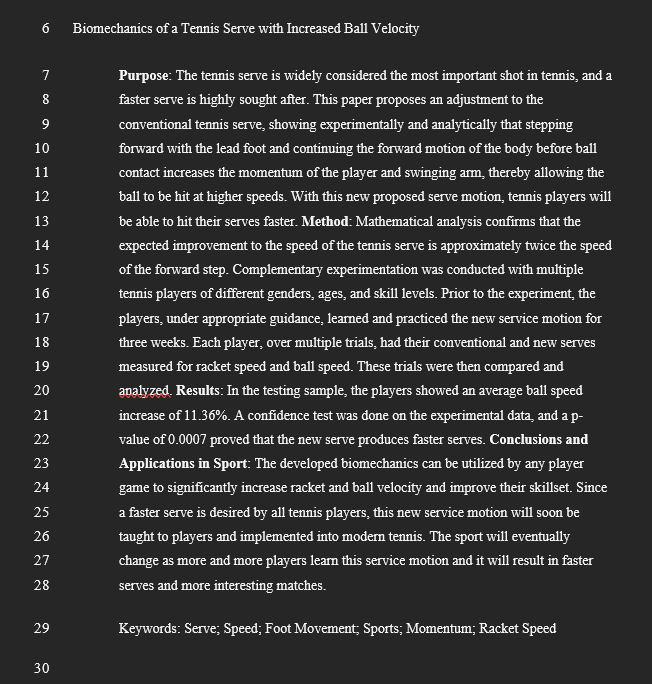 6 Biomechanics of a Tennis Serve with Increased Ball Velocity
7 Purpose: The tennis serve is widely considered the most important shot in tennis, and a
8 faster serve is highly sought after. This paper proposes an adjustment to the
9 conventional tennis serve, showing experimentally and analytically that stepping
10 forward with the lead foot and continuing the forward motion of the body before ball
11 contact increases the momentum of the player and swinging arm, thereby allowing the
12 ball to be hit at higher speeds. With this new proposed serve motion, tennis players will
13 be able to hit their serves faster. Method: Mathematical analysis confirms that the
14 expected improvement to the speed of the tennis serve is approximately twice the speed
15 of the forward step. Complementary experimentation was conducted with multiple
16 tennis players of different genders, ages, and skill levels. Prior to the experiment, the
17 players, under appropriate guidance, learned and practiced the new service motion for
18 three weeks. Each player, over multiple trials, had their conventional and new serves
19 measured for racket speed and ball speed. These trials were then compared and
20 analyzed. Results: In the testing sample, the players showed an average ball speed
21 increase of 11.36%. A confidence test was done on the experimental data, and a p-
22 value of 0.0007 proved that the new serve produces faster serves. Conclusions and
23 Applications in Sport: The developed biomechanics can be utilized by any player
24 game to significantly increase racket and ball velocity and improve their skillset. Since
25 a faster serve is desired by all tennis players, this new service motion will soon be
26 taught to players and implemented into modern tennis. The sport will eventually
27 change as more and more players learn this service motion and it will result in faster
28 serves and more interesting matches.
29 Keywords: Serve; Speed; Foot Movement; Sports; Momentum; Racket Speed
30